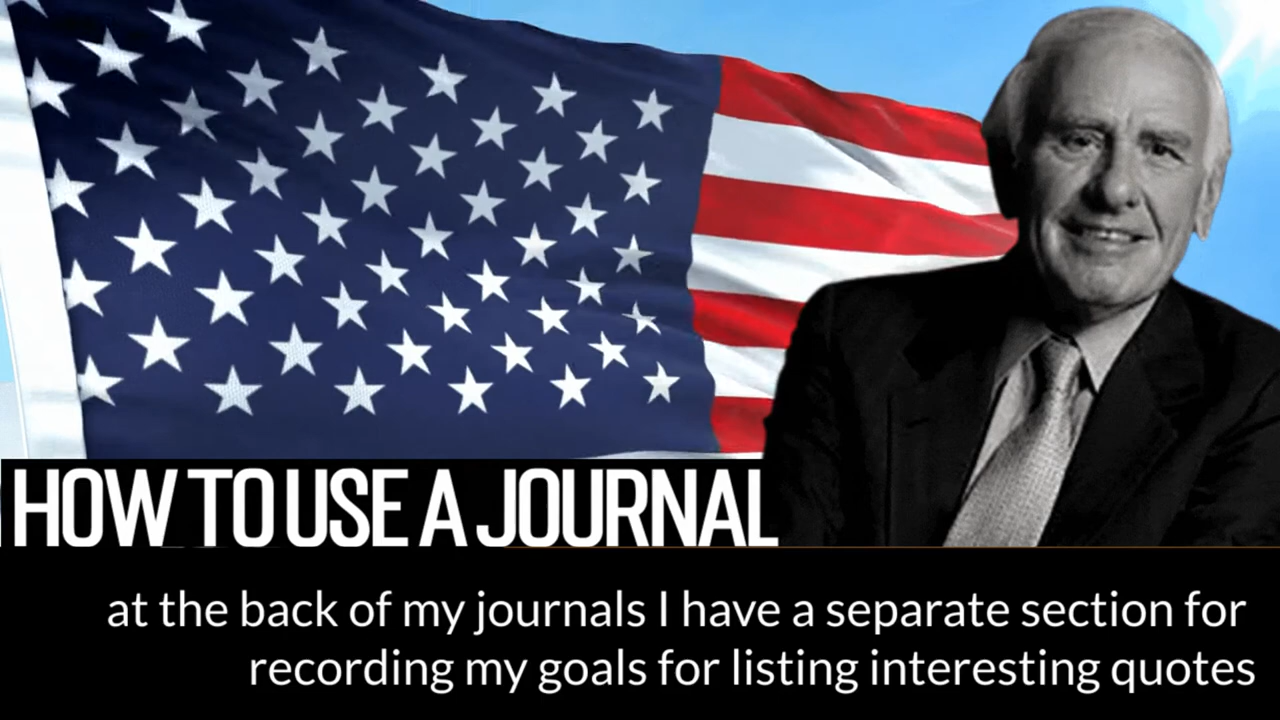 HOW TO USE A JOURNAL
at the back of my journals I have a separate section for
recording my goals for listing interesting quotes